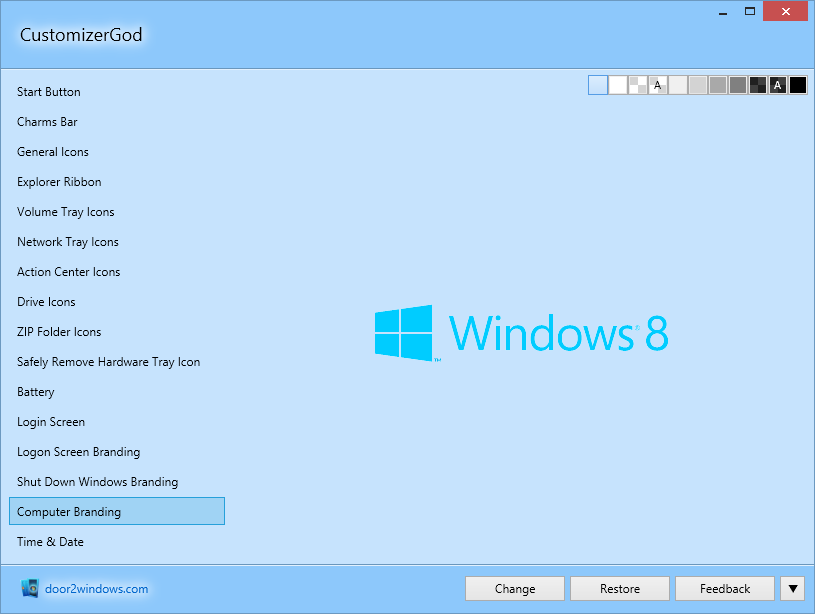 CustomizerGod
A
A
Start Button
Charms Bar
General Icons
Explorer Ribbon
Volume Tray Icons
Network Tray Icons
Action Center Icons
Drive Icons
ZIP Folder Icons
Safely Remove Hardware Tray Icon
Battery
Login Screen
Logon Screen Branding
Shut Down Windows Branding
Computer Branding
Time & Date
™ Windows® 8
door2windows.com
Change
Restore
Feedback